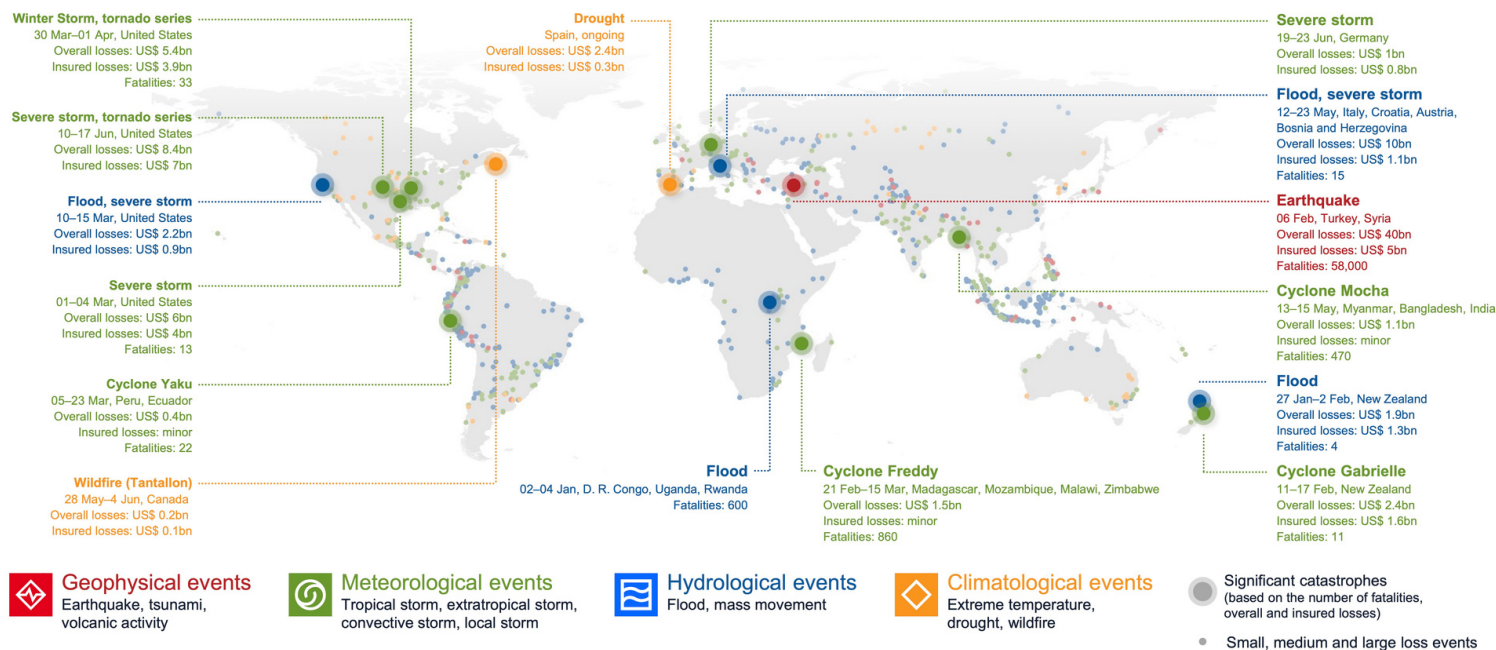 Winter Storm, tornado series
30 Mar–01 Apr, United States
Overall losses: US$ 5.4bn
Insured losses: US$ 3.9bn
Fatalities: 33
Severe storm, tornado series
10–17 Jun, United States
Overall losses: US$ 8.4bn
Insured losses: US$ 7bn
Flood, severe storm
10–15 Mar, United States
Overall losses: US$ 2.2bn
Insured losses: US$ 0.9bn
Severe storm
01–04 Mar, United States
Overall losses: US$ 6bn
Insured losses: US$ 4bn
Fatalities: 13
Cyclone Yaku
05–23 Mar, Peru, Ecuador
Overall losses: US$ 0.4bn
Insured losses: minor
Fatalities: 22
Wildfire (Tantallon)
28 May–4 Jun, Canada
Overall losses: US$ 0.2bn
Insured losses: US$ 0.1bn
Drought
Spain, ongoing
Overall losses: US$ 2.4bn
Insured losses: US$ 0.3bn
Flood
02–04 Jan, D. R. Congo, Uganda, Rwanda
Fatalities: 600
Cyclone Freddy
21 Feb–15 Mar, Madagascar, Mozambique, Malawi, Zimbabwe
Overall losses: US$ 1.5bn
Insured losses: minor
Fatalities: 860
Severe storm
19–23 Jun, Germany
Overall losses: US$ 1bn
Insured losses: US$ 0.8bn
Flood, severe storm
12–23 May, Italy, Croatia, Austria,
Bosnia and Herzegovina
Overall losses: US$ 10bn
Insured losses: US$ 1.1bn
Fatalities: 15
Earthquake
06 Feb, Turkey, Syria
Overall losses: US$ 40bn
Insured losses: US$ 5bn
Fatalities: 58,000
Cyclone Mocha
13–15 May, Myanmar, Bangladesh, India
Overall losses: US$ 1.1bn
Insured losses: minor
Fatalities: 470
Flood
27 Jan–2 Feb, New Zealand
Overall losses: US$ 1.9bn
Insured losses: US$ 1.3bn
Fatalities: 4
Cyclone Gabrielle
11–17 Feb, New Zealand
Overall losses: US$ 2.4bn
Insured losses: US$ 1.6bn
Fatalities: 11
Geophysical events
Earthquake, tsunami,
volcanic activity
Meteorological events
Tropical storm, extratropical storm,
convective storm, local storm
Hydrological events
Flood, mass movement
Climatological events
Extreme temperature,
drought, wildfire
Significant catastrophes
(based on the number of fatalities,
overall and insured losses)
Small, medium and large loss events